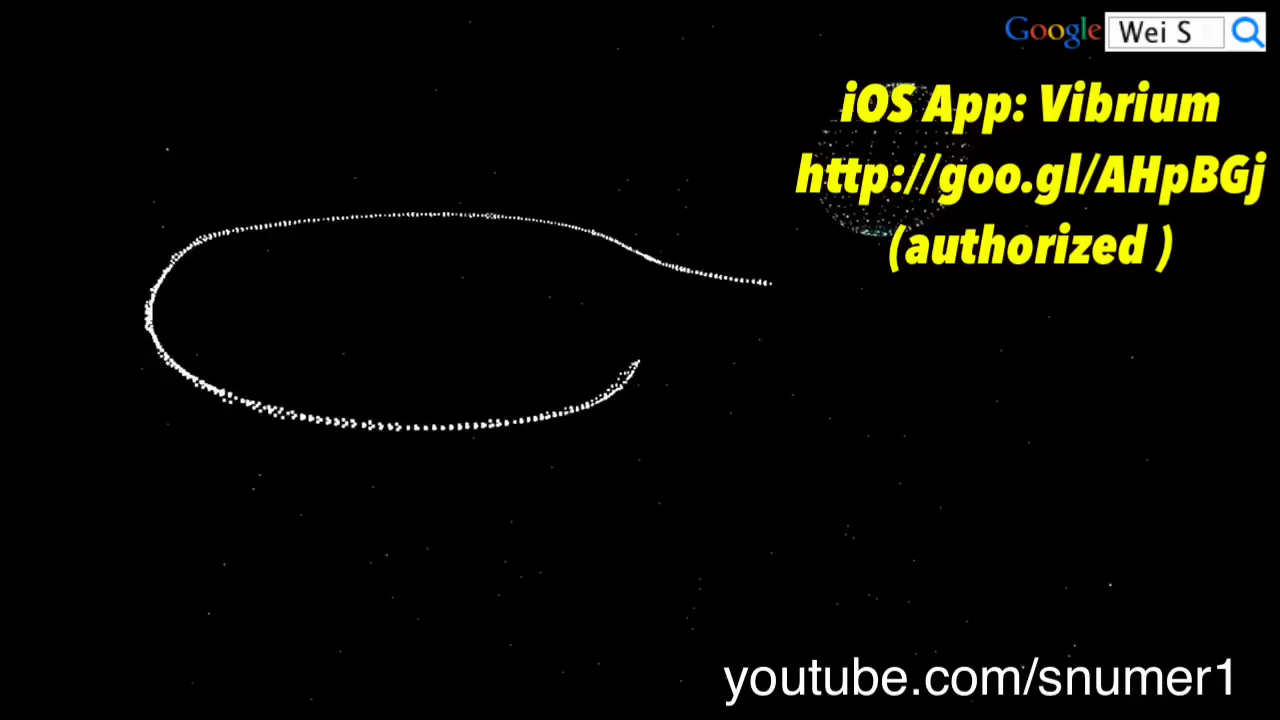 Google Wei S
iOS App: Vibrium
http://goo.gl/AHpBGj
(authorized )
youtube.com/snumer1